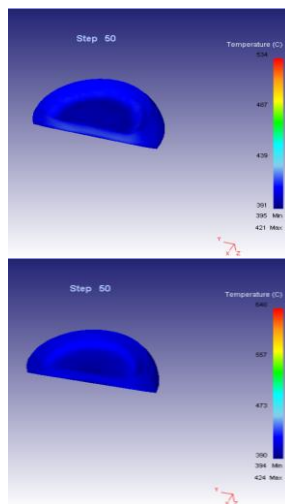 Step 50
Temperature (C)
534
487
439
391
395 Min
421 Max
Y
X Z
Step 50
Temperature (C)
640
557
473
390
394 Min
424 Max
Y
X Z